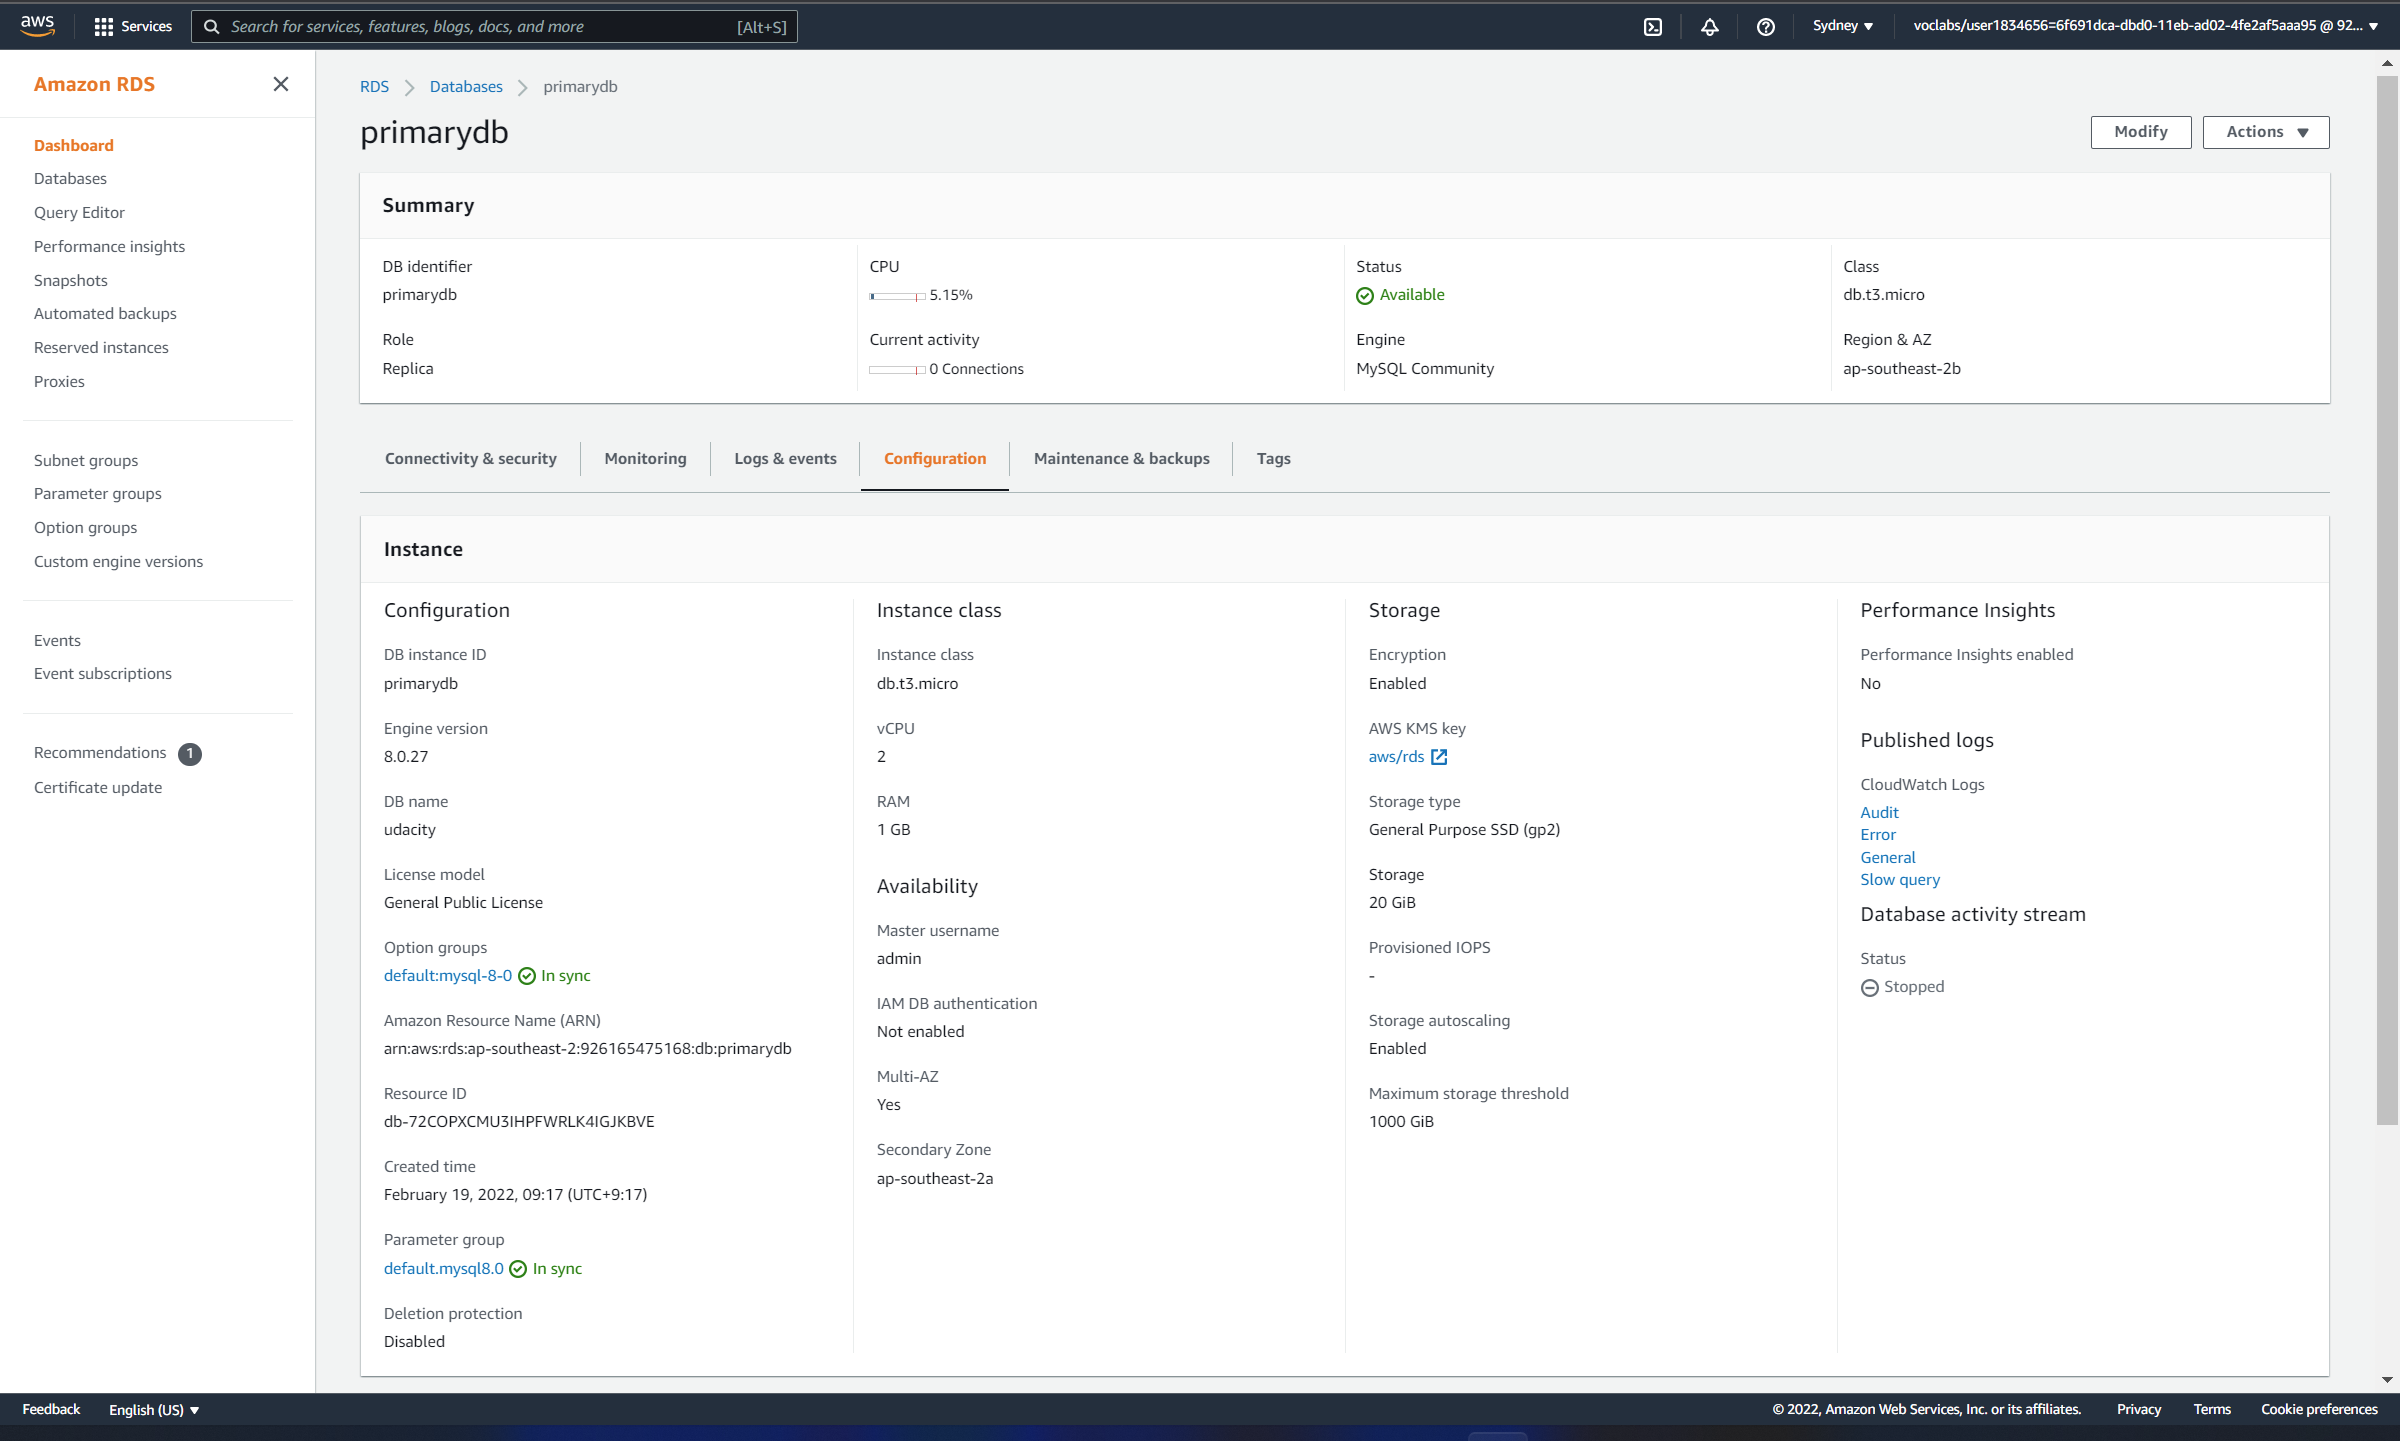 aws
Services
Search for services, features, blogs, docs, and more
[Alt+S]
Sydney
voclabs/user1834656=6f691dca-dbd0-11eb-ad02-4fe2af5aaa95 @ 92...
Amazon RDS
Dashboard
Databases
Query Editor
Performance insights
Snapshots
Automated backups
Reserved instances
Proxies
Subnet groups
Parameter groups
Option groups
Custom engine versions
Events
Event subscriptions
Recommendations 1
Certificate update
RDS
Databases
primarydb
primarydb
Modify
Actions
Summary
DB identifier
primarydb
CPU
5.15%
Status
Available
Class
db.t3.micro
Role
Replica
Current activity
0 Connections
Engine
MySQL Community
Region & AZ
ap-southeast-2b
Connectivity & security
Monitoring
Logs & events
Configuration
Maintenance & backups
Tags
Instance
Configuration
DB instance ID
primarydb
Engine version
8.0.27
DB name
udacity
License model
General Public License
Option groups
default:mysql-8-0 In sync
Amazon Resource Name (ARN)
arn:aws:rds:ap-southeast-2:926165475168:db:primarydb
Resource ID
db-72COPXCMU3IHPFWRLK4IGJKBVE
Created time
February 19, 2022, 09:17 (UTC+9:17)
Parameter group
default.mysql8.0 In sync
Deletion protection
Disabled
Instance class
Instance class
db.t3.micro
vCPU
2
RAM
1 GB
Availability
Master username
admin
IAM DB authentication
Not enabled
Multi-AZ
Yes
Secondary Zone
ap-southeast-2a
Storage
Encryption
Enabled
AWS KMS key
aws/rds
Storage type
General Purpose SSD (gp2)
Storage
20 GiB
Provisioned IOPS
-
Storage autoscaling
Enabled
Maximum storage threshold
1000 GiB
Performance Insights
Performance Insights enabled
No
Published logs
CloudWatch Logs
Audit
Error
General
Slow query
Database activity stream
Status
Stopped
Feedback
English (US)
© 2022, Amazon Web Services, Inc. or its affiliates.
Privacy
Terms
Cookie preferences